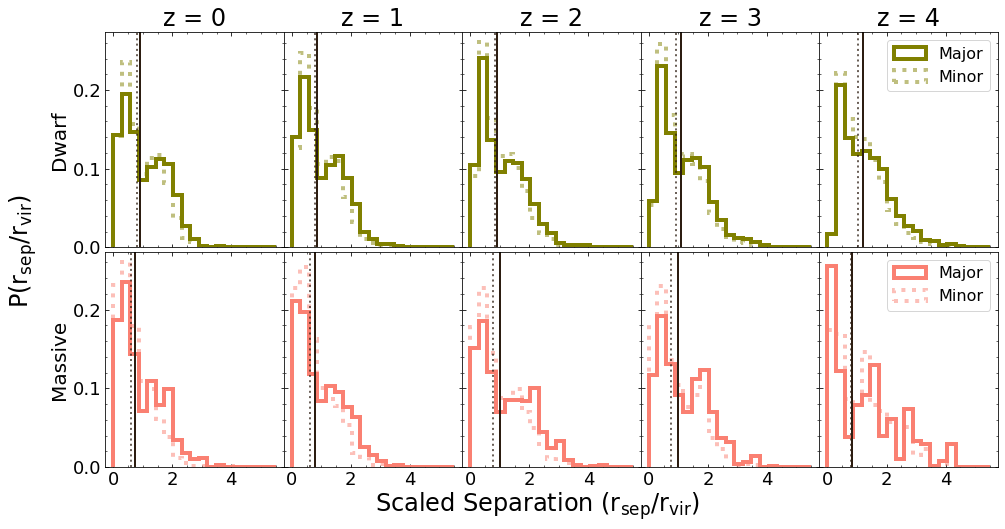 z = 0 z = 1 z = 2 z = 3 z = 4
Major
Minor
0.2
0.1
0.0
Dwarf
P(r_sep/r_vir)
Major
Minor
0.2
0.1
0.0
Massive
0 2 4 0 2 4 0 2 4 0 2 4 0 2 4
Scaled Separation (r_sep/r_vir)